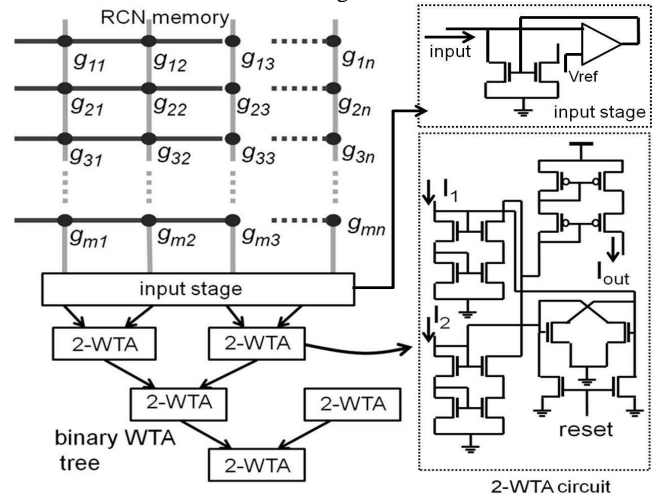 RCN memory
g11 g12 g13 g1n
g21 g22 g23 g2n
g31 g32 g33 g3n
gm1 gm2 gm3 gmn
input stage
2-WTA 2-WTA
2-WTA 2-WTA
binary WTA
tree
2-WTA
input
Vref
input stage
I1
Iout
I2
reset
2-WTA circuit